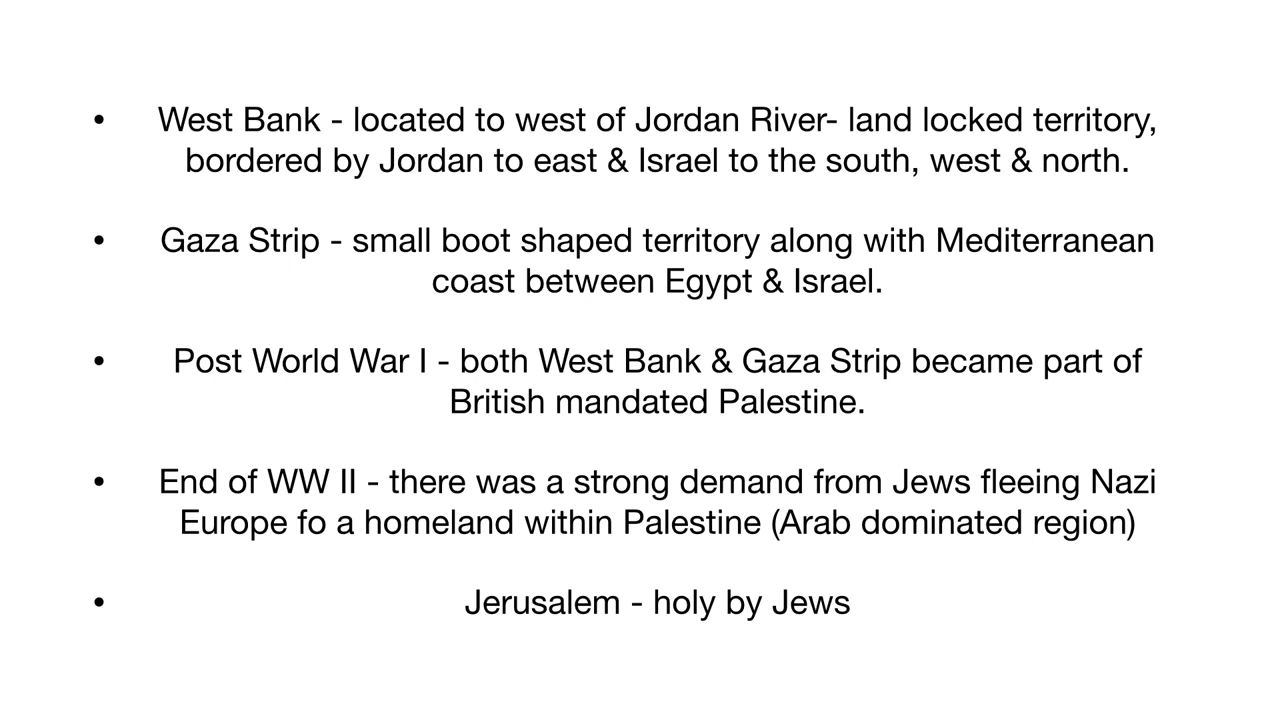 • West Bank - located to west of Jordan River- land locked territory,
bordered by Jordan to east & Israel to the south, west & north.
• Gaza Strip - small boot shaped territory along with Mediterranean
coast between Egypt & Israel.
• Post World War I - both West Bank & Gaza Strip became part of
British mandated Palestine.
• End of WW II - there was a strong demand from Jews fleeing Nazi
Europe fo a homeland within Palestine (Arab dominated region)
• Jerusalem - holy by Jews